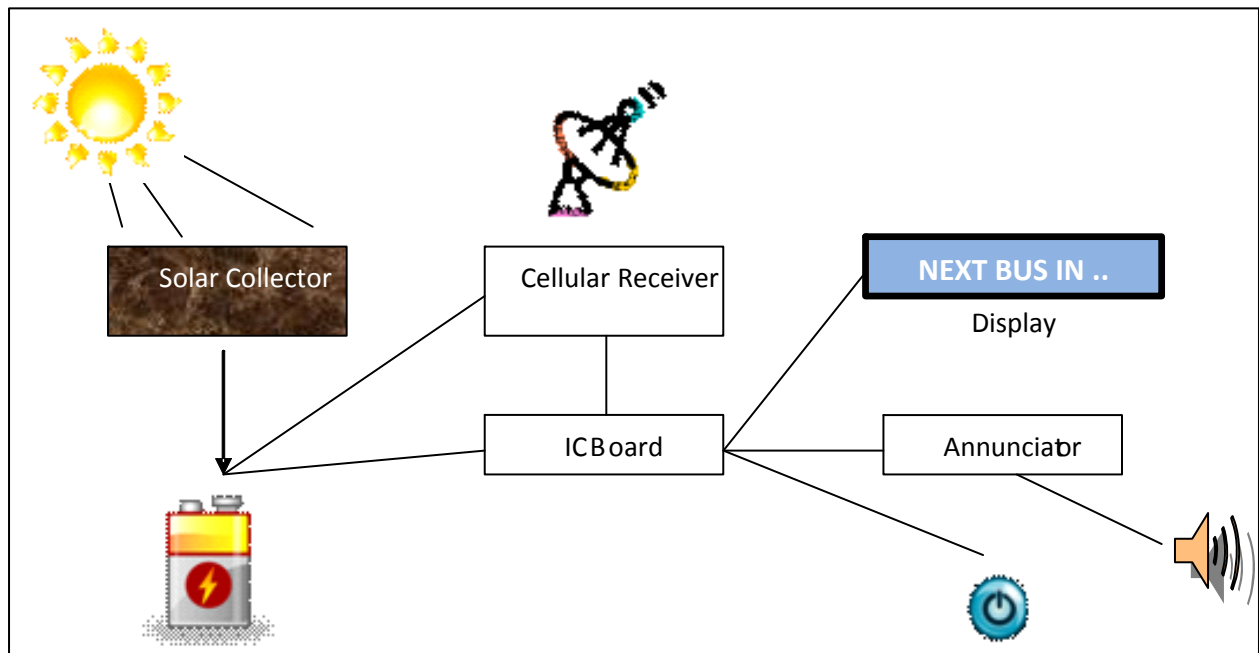 Solar Collector
Cellular Receiver
NEXT BUS IN ..
Display
ICBoard
Annunciator